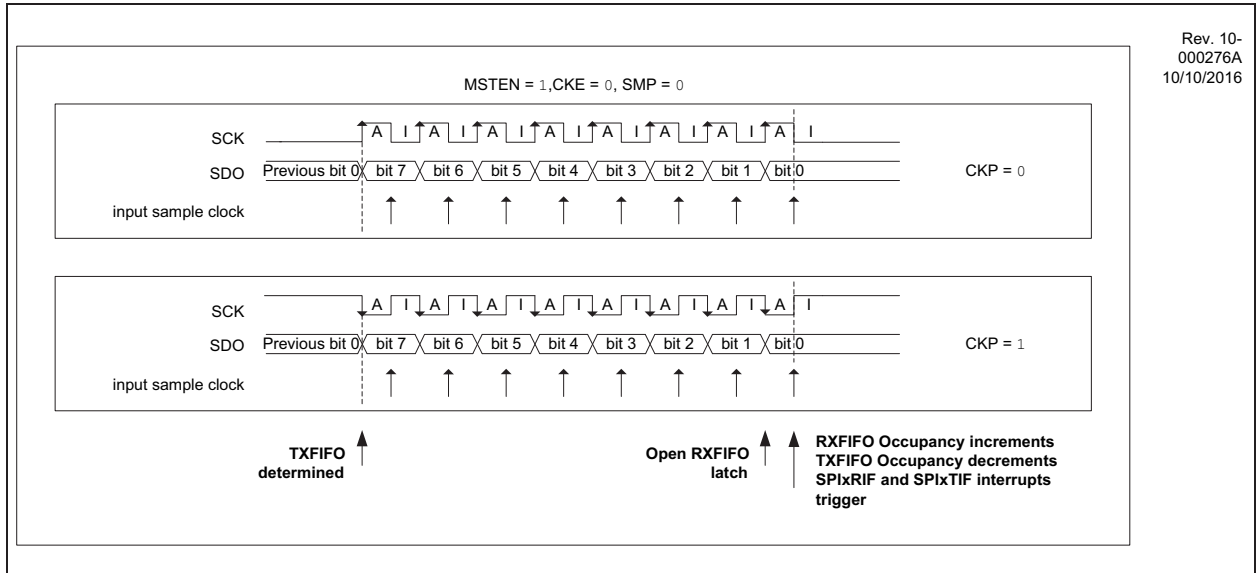 Rev. 10-
000276A
10/10/2016
MSTEN = 1,CKE = 0, SMP = 0
SCK A I A I A I A I A I A I A I A I
SDO Previous bit 0 bit 7 bit 6 bit 5 bit 4 bit 3 bit 2 bit 1 bit 0 CKP = 0
input sample clock
SCK A I A I A I A I A I A I A I A I
SDO Previous bit 0 bit 7 bit 6 bit 5 bit 4 bit 3 bit 2 bit 1 bit 0 CKP = 1
input sample clock
TXFIFO
determined
Open RXFIFO
latch
RXFIFO Occupancy increments
TXFIFO Occupancy decrements
SPIxRIF and SPIxTIF interrupts
trigger